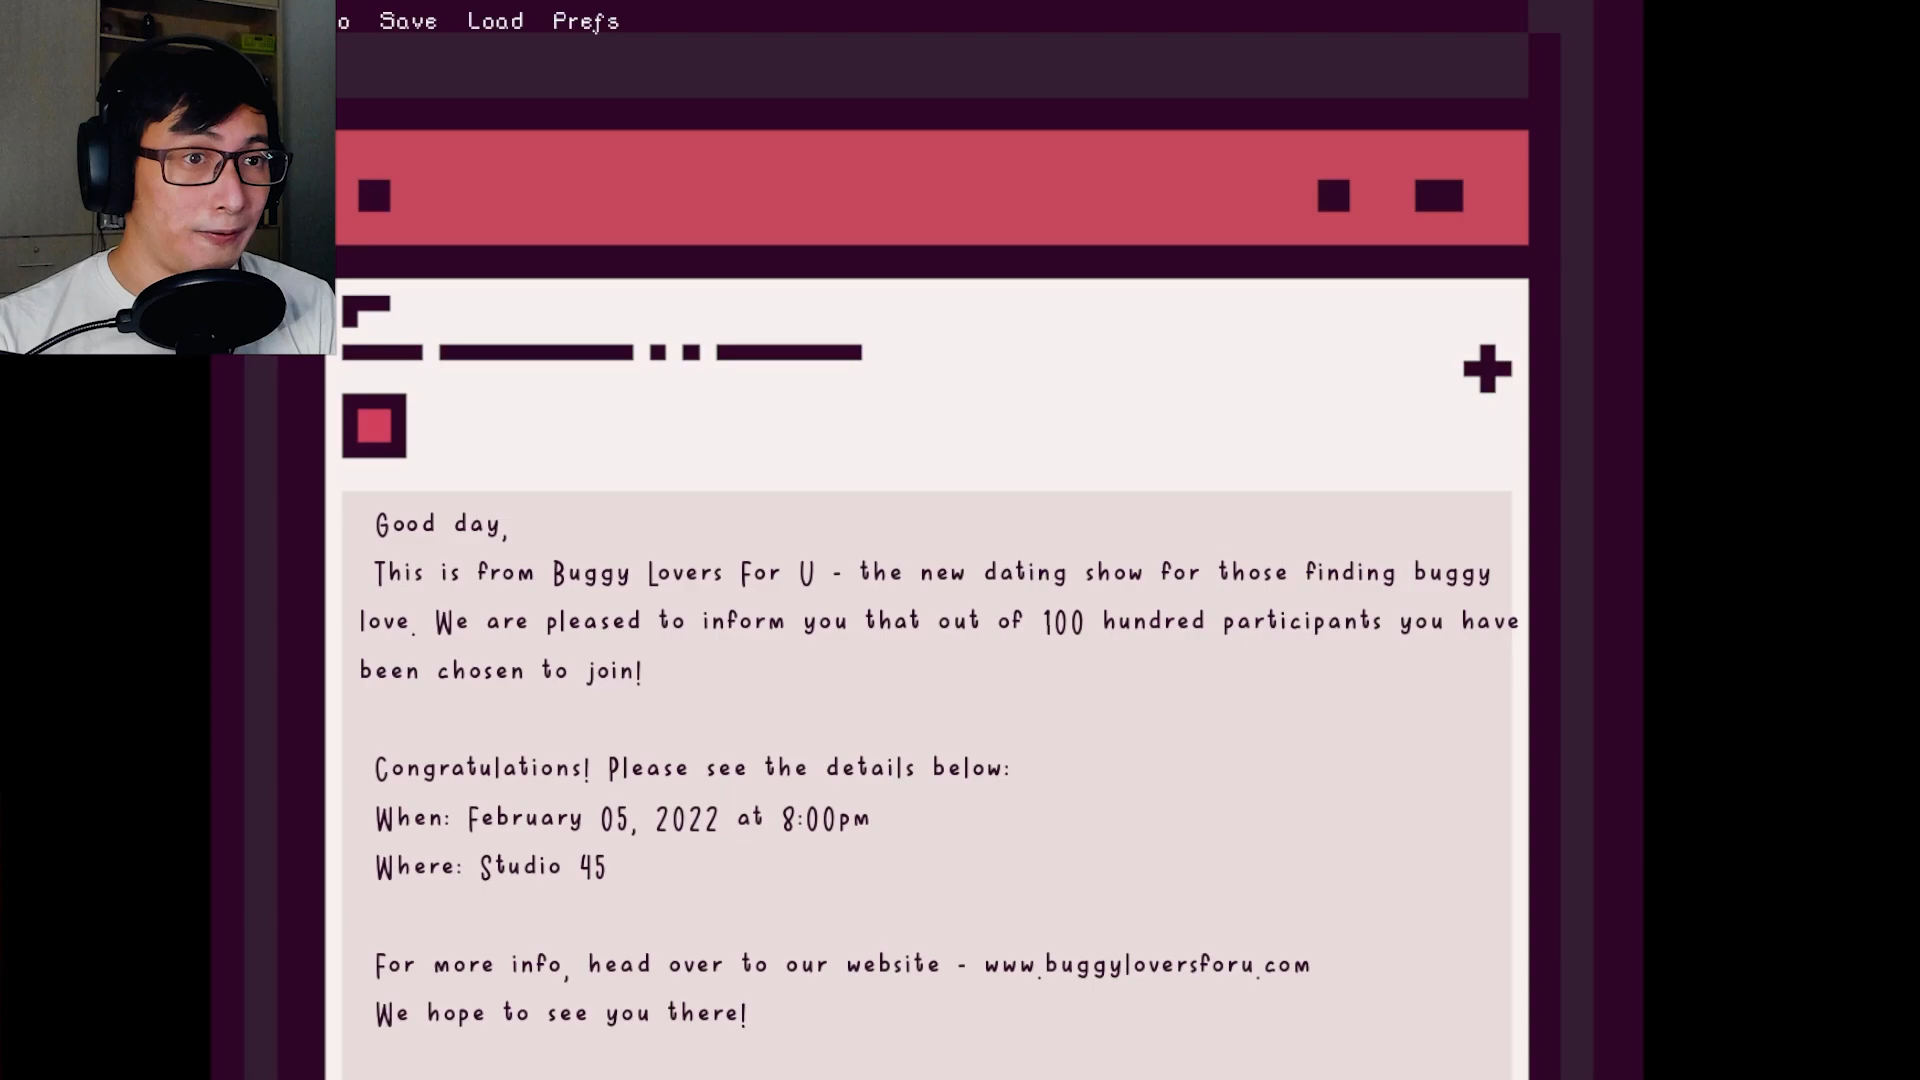 o Save Load Prefs
Good day,
This is from Buggy Lovers For U - the new dating show for those finding buggy
love. We are pleased to inform you that out of 100 hundred participants you have
been chosen to join!
Congratulations! Please see the details below:
When: February 05, 2022 at 8:00pm
Where: Studio 45
For more info, head over to our website - www.buggyloversforu.com
We hope to see you there!